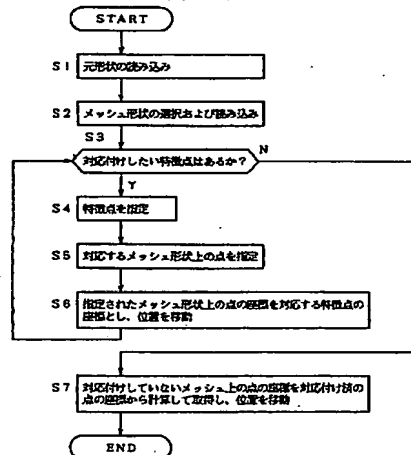 START
S1 元形状の読み込み
S2 メッシュ形状の選択および読み込み
S3
対応付けしたい特徴点はあるか?
N
Y
S4 特徴点を指定
S5 対応するメッシュ形状上の点を指定
S6 指定されたメッシュ形状上の点の座標を対応する特徴点の
座標とし、位置を移動
S7 対応付けしていないメッシュ上の点の座標を対応付け済の
点の座標から計算して取得し、位置を移動
END